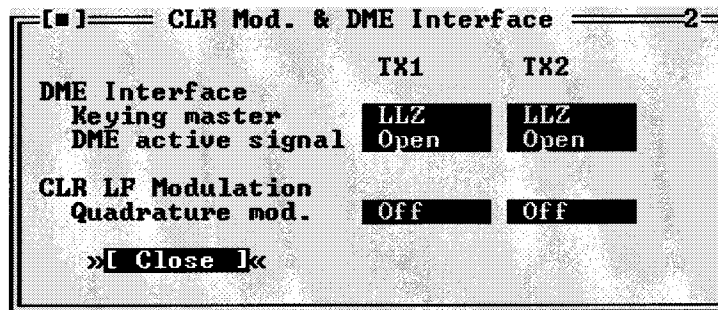 [■] CLR Mod. & DME Interface 2
TX1 TX2
DME Interface
Keying master LLZ LLZ
DME active signal Open Open
CLR LF Modulation
Quadrature mod. Off Off
»[ Close ]«